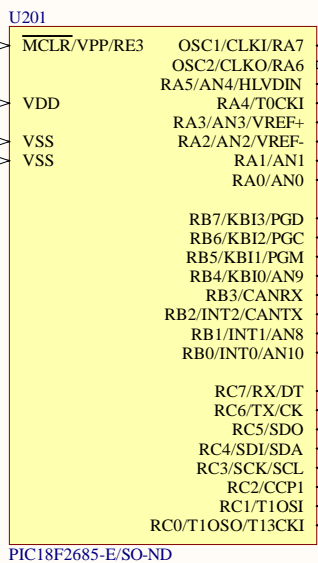 U201
MCLR/VPP/RE3 OSC1/CLKI/RA7
OSC2/CLKO/RA6
RA5/AN4/HLVDIN
VDD RA4/T0CKI
RA3/AN3/VREF+
VSS RA2/AN2/VREF-
VSS RA1/AN1
RA0/AN0
RB7/KBI3/PGD
RB6/KBI2/PGC
RB5/KBI1/PGM
RB4/KBI0/AN9
RB3/CANRX
RB2/INT2/CANTX
RB1/INT1/AN8
RB0/INT0/AN10
RC7/RX/DT
RC6/TX/CK
RC5/SDO
RC4/SDI/SDA
RC3/SCK/SCL
RC2/CCP1
RC1/T1OSI
RC0/T1OSO/T13CKI
PIC18F2685-E/SO-ND